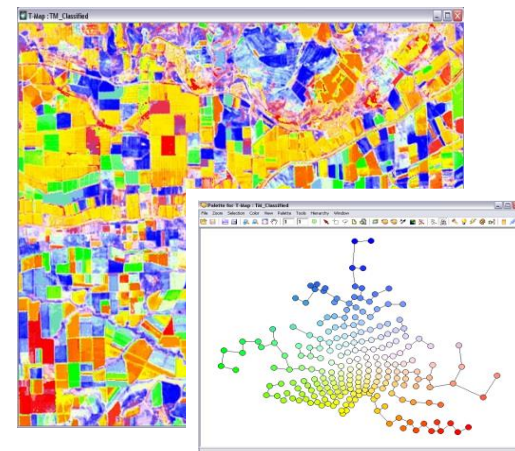 T-Map : TM_Classified
Palette for T-Map : TM_Classified
File Zoom Selection Color View Palette Tools Hierarchy Window